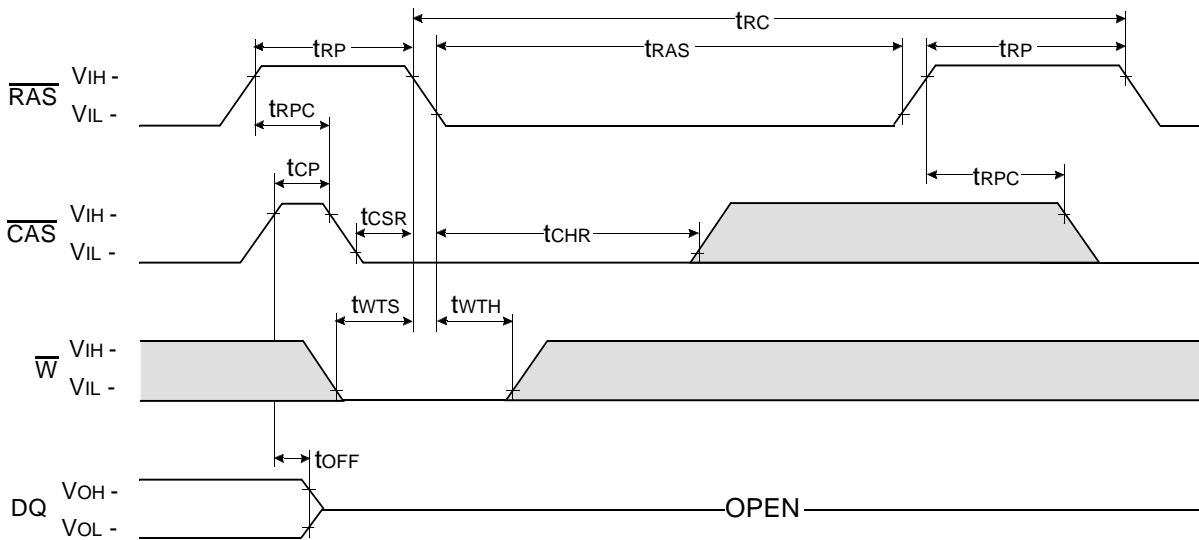 tRC
tRP tRAS tRP
RAS VIH -
VIL -
tRPC
tCP
tRPC
CAS VIH -
VIL -
tCSR
tCHR
tWTS tWTH
W VIH -
VIL -
tOFF
DQ VOH -
VOL -
OPEN